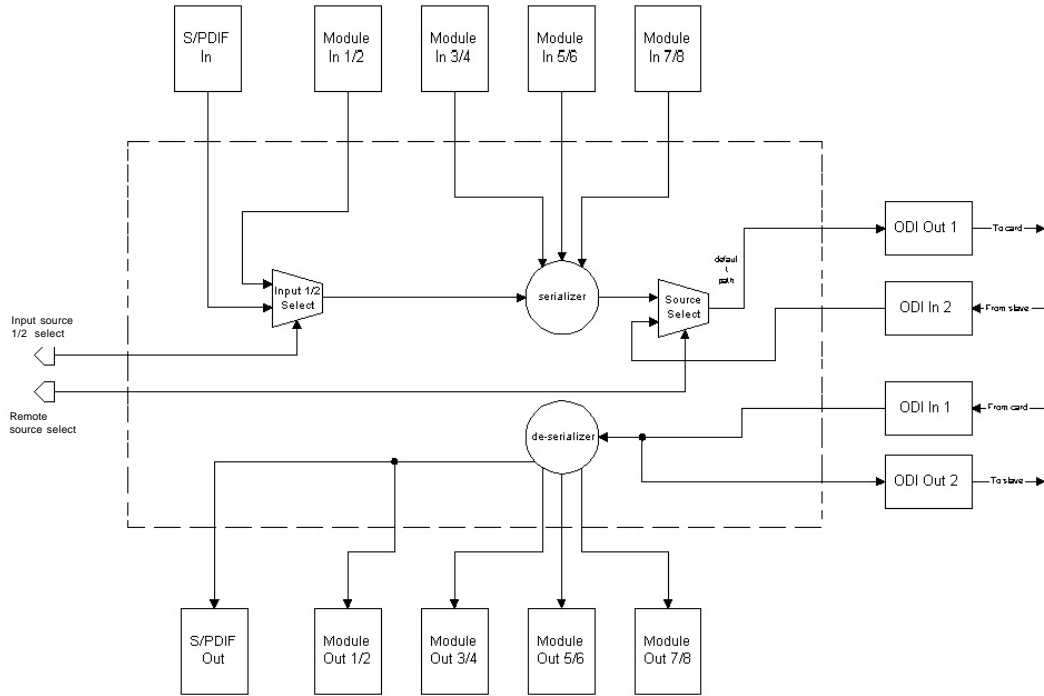 S/PDIF
In
Module
In 1/2
Module
In 3/4
Module
In 5/6
Module
In 7/8
ODI Out 1
To card
defaul
t
path
Input 1/2
Select
serializer
Source
Select
ODI In 2
From slave
Input source
1/2 select
Remote
source select
ODI In 1
From card
de-serializer
ODI Out 2
To slave
S/PDIF
Out
Module
Out 1/2
Module
Out 3/4
Module
Out 5/6
Module
Out 7/8